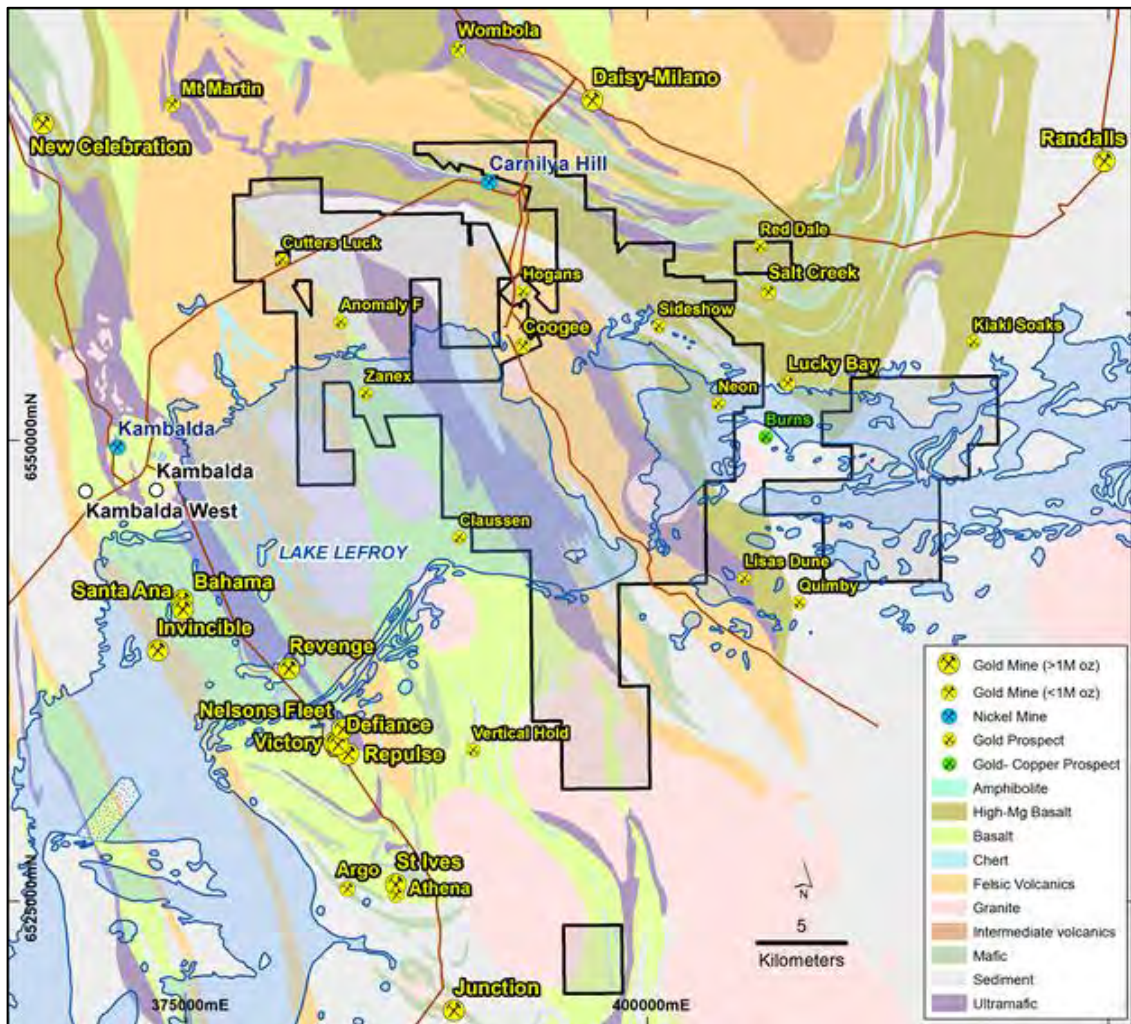 Wombola
Daisy-Milano
Mt Martin
New Celebration
Randalls
Carnilya Hill
Cutters Luck
Red Dale
Salt Creek
Hogans
Anomaly F
Sideshow
Coogee
Kiaki Soaks
Zanex
Lucky Bay
Neon
Burns
Kambalda
6550000mN
Kambalda
Kambalda West
Claussen
LAKE LEFROY
Lisas Dune
Quimby
Santa Ana
Bahama
Invincible
Revenge
Nelsons Fleet
Defiance
Victory
Repulse
Vertical Hold
Argo
St Ives
Athena
6525000mN
Junction
375000mE
400000mE
N
5
Kilometers
Gold Mine (>1M oz)
Gold Mine (<1M oz)
Nickel Mine
Gold Prospect
Gold- Copper Prospect
Amphibolite
High-Mg Basalt
Basalt
Chert
Felsic Volcanics
Granite
Intermediate volcanics
Mafic
Sediment
Ultramafic